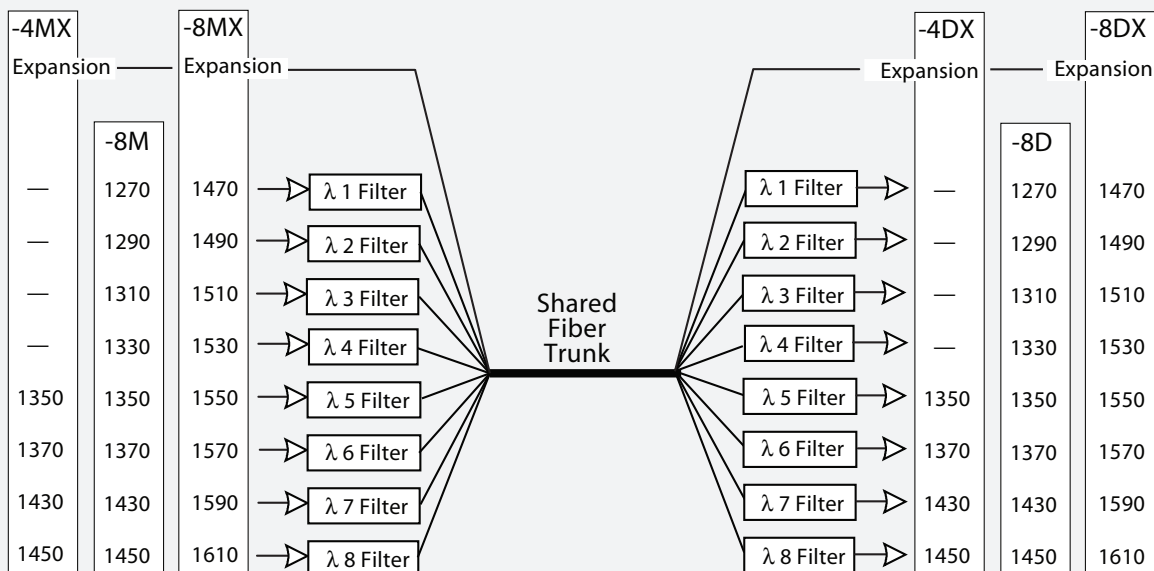 -4MX -8MX -4DX -8DX
Expansion Expansion Expansion Expansion
-8M -8D
— 1270 1470 λ 1 Filter λ 1 Filter — 1270 1470
— 1290 1490 λ 2 Filter λ 2 Filter — 1290 1490
— 1310 1510 λ 3 Filter λ 3 Filter — 1310 1510
Shared
Fiber
Trunk
— 1330 1530 λ 4 Filter λ 4 Filter — 1330 1530
1350 1350 1550 λ 5 Filter λ 5 Filter 1350 1350 1550
1370 1370 1570 λ 6 Filter λ 6 Filter 1370 1370 1570
1430 1430 1590 λ 7 Filter λ 7 Filter 1430 1430 1590
1450 1450 1610 λ 8 Filter λ 8 Filter 1450 1450 1610